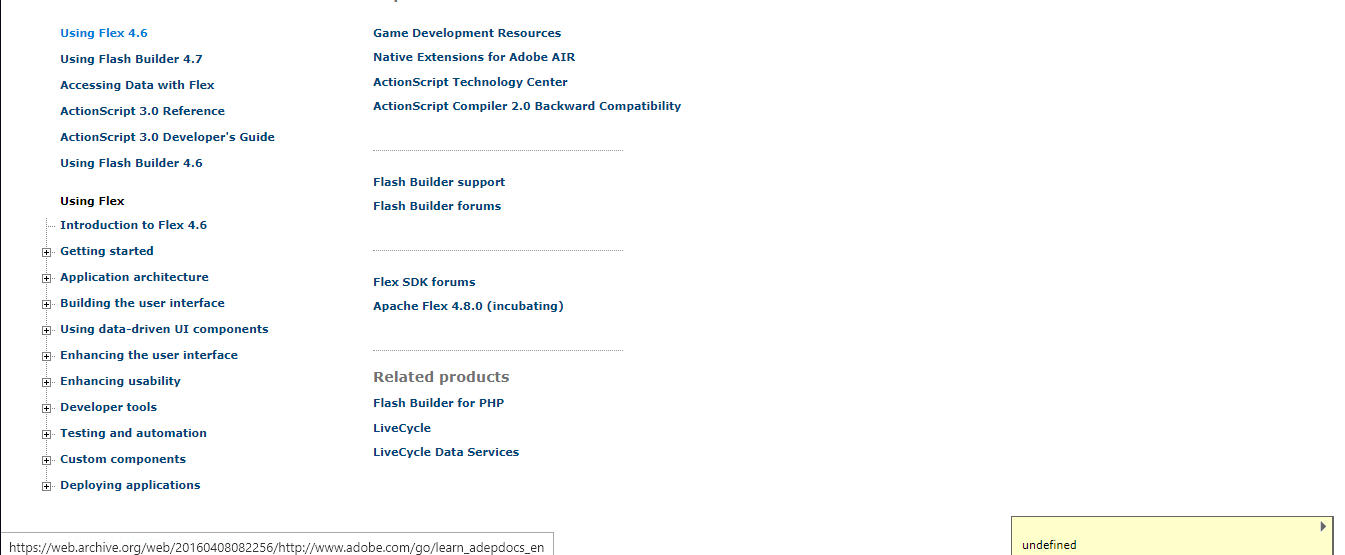 Using Flex 4.6
Using Flash Builder 4.7
Accessing Data with Flex
ActionScript 3.0 Reference
ActionScript 3.0 Developer's Guide
Using Flash Builder 4.6
Using Flex
Introduction to Flex 4.6
Getting started
Application architecture
Building the user interface
Using data-driven UI components
Enhancing the user interface
Enhancing usability
Developer tools
Testing and automation
Custom components
Deploying applications
Game Development Resources
Native Extensions for Adobe AIR
ActionScript Technology Center
ActionScript Compiler 2.0 Backward Compatibility
Flash Builder support
Flash Builder forums
Flex SDK forums
Apache Flex 4.8.0 (incubating)
Related products
Flash Builder for PHP
LiveCycle
LiveCycle Data Services
undefined
https://web.archive.org/web/20160408082256/http://www.adobe.com/go/learn_adepdocs_en